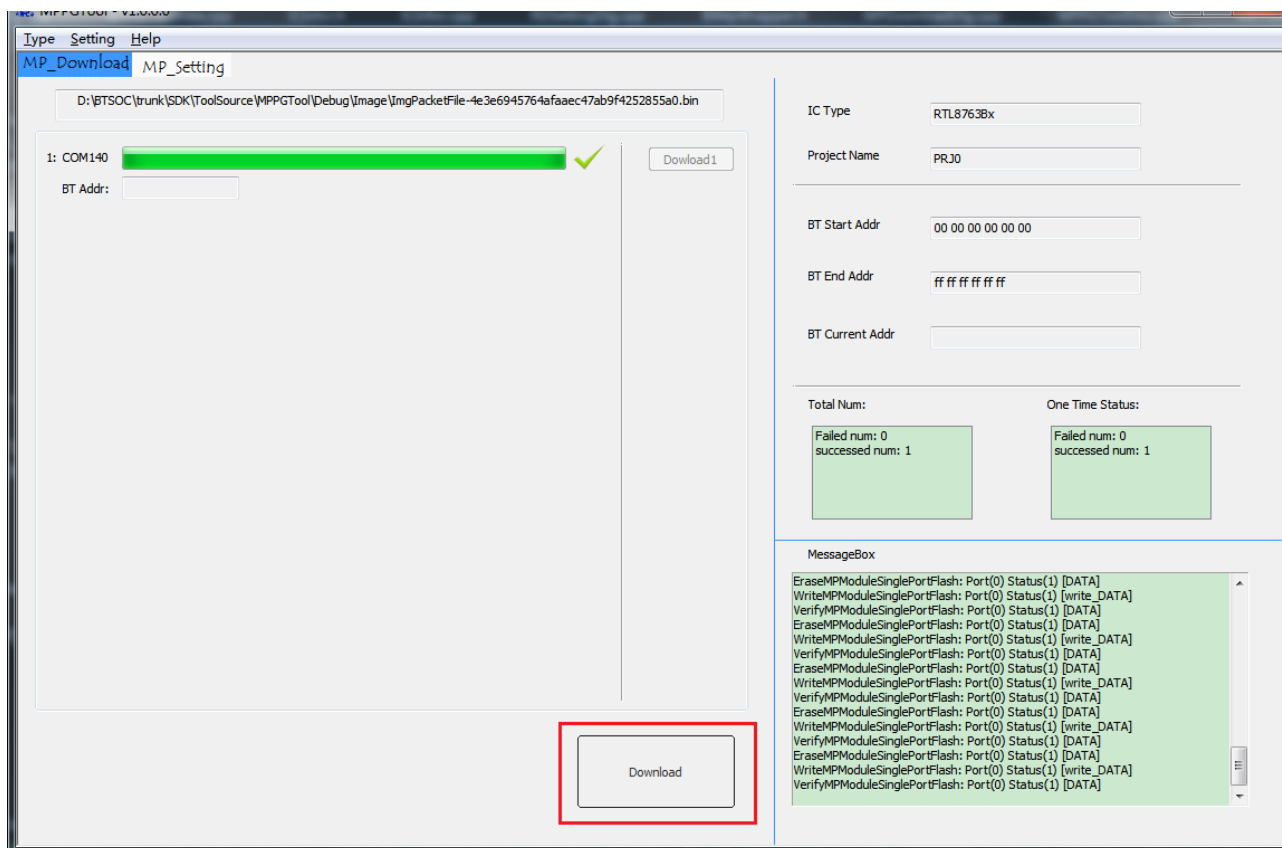 MPPGTool - V1.0.0.0
Type Setting Help
MP_Download MP_Setting
D:\BTSOC\trunk\SDK\ToolSource\MPPGTool\Debug\Image\ImgPacketFile-4e3e6945764afaaec47ab9f4252855a0.bin
1: COM140
Dowload1
BT Addr:
Download
IC Type
RTL8763Bx
Project Name
PRJ0
BT Start Addr
00 00 00 00 00 00
BT End Addr
ff ff ff ff ff ff
BT Current Addr
Total Num:
Failed num: 0
successed num: 1
One Time Status:
Failed num: 0
successed num: 1
MessageBox
EraseMPModuleSinglePortFlash: Port(0) Status(1) [DATA]
WriteMPModuleSinglePortFlash: Port(0) Status(1) [write_DATA]
VerifyMPModuleSinglePortFlash: Port(0) Status(1) [DATA]
EraseMPModuleSinglePortFlash: Port(0) Status(1) [DATA]
WriteMPModuleSinglePortFlash: Port(0) Status(1) [write_DATA]
VerifyMPModuleSinglePortFlash: Port(0) Status(1) [DATA]
EraseMPModuleSinglePortFlash: Port(0) Status(1) [DATA]
WriteMPModuleSinglePortFlash: Port(0) Status(1) [write_DATA]
VerifyMPModuleSinglePortFlash: Port(0) Status(1) [DATA]
EraseMPModuleSinglePortFlash: Port(0) Status(1) [DATA]
WriteMPModuleSinglePortFlash: Port(0) Status(1) [write_DATA]
VerifyMPModuleSinglePortFlash: Port(0) Status(1) [DATA]
EraseMPModuleSinglePortFlash: Port(0) Status(1) [DATA]
WriteMPModuleSinglePortFlash: Port(0) Status(1) [write_DATA]
VerifyMPModuleSinglePortFlash: Port(0) Status(1) [DATA]